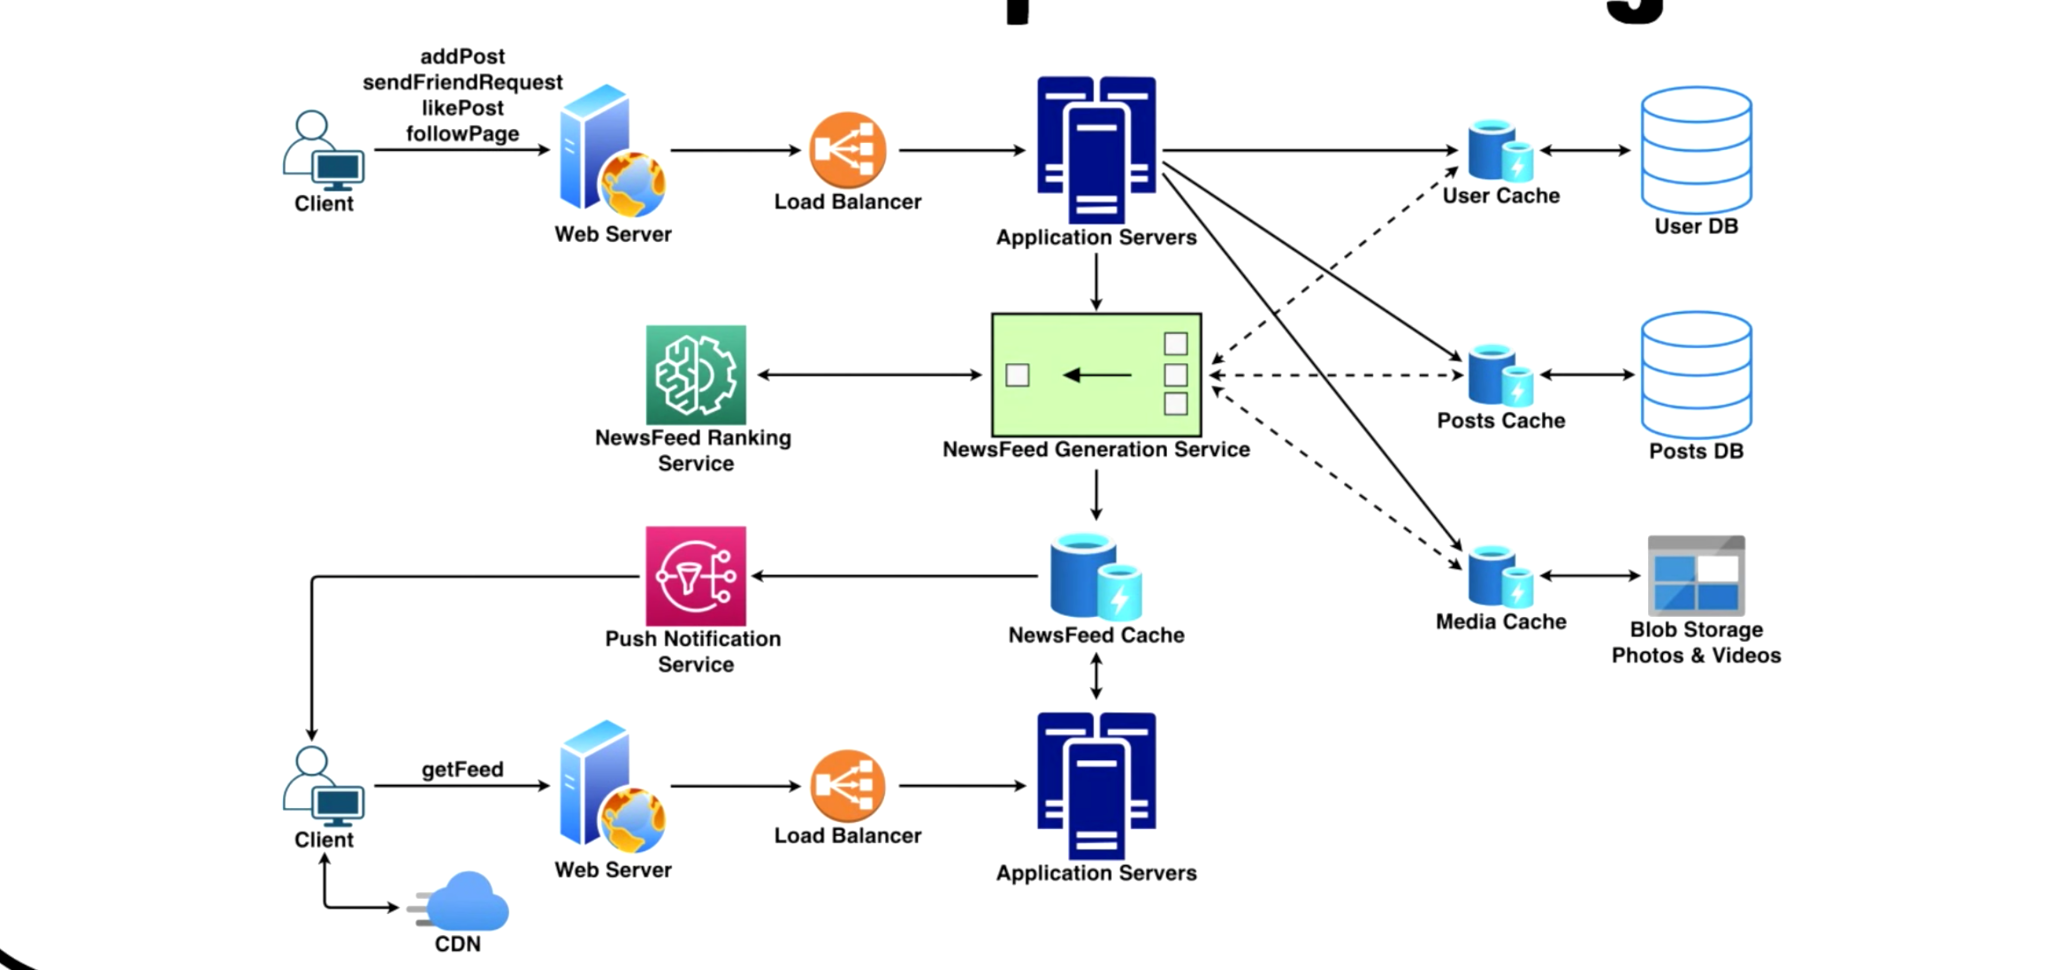 addPost
sendFriendRequest
likePost
followPage
Client
Web Server
Load Balancer
Application Servers
User Cache
User DB
NewsFeed Ranking
Service
NewsFeed Generation Service
Posts Cache
Posts DB
Push Notification
Service
NewsFeed Cache
Media Cache
Blob Storage
Photos & Videos
getFeed
Client
Web Server
Load Balancer
Application Servers
CDN